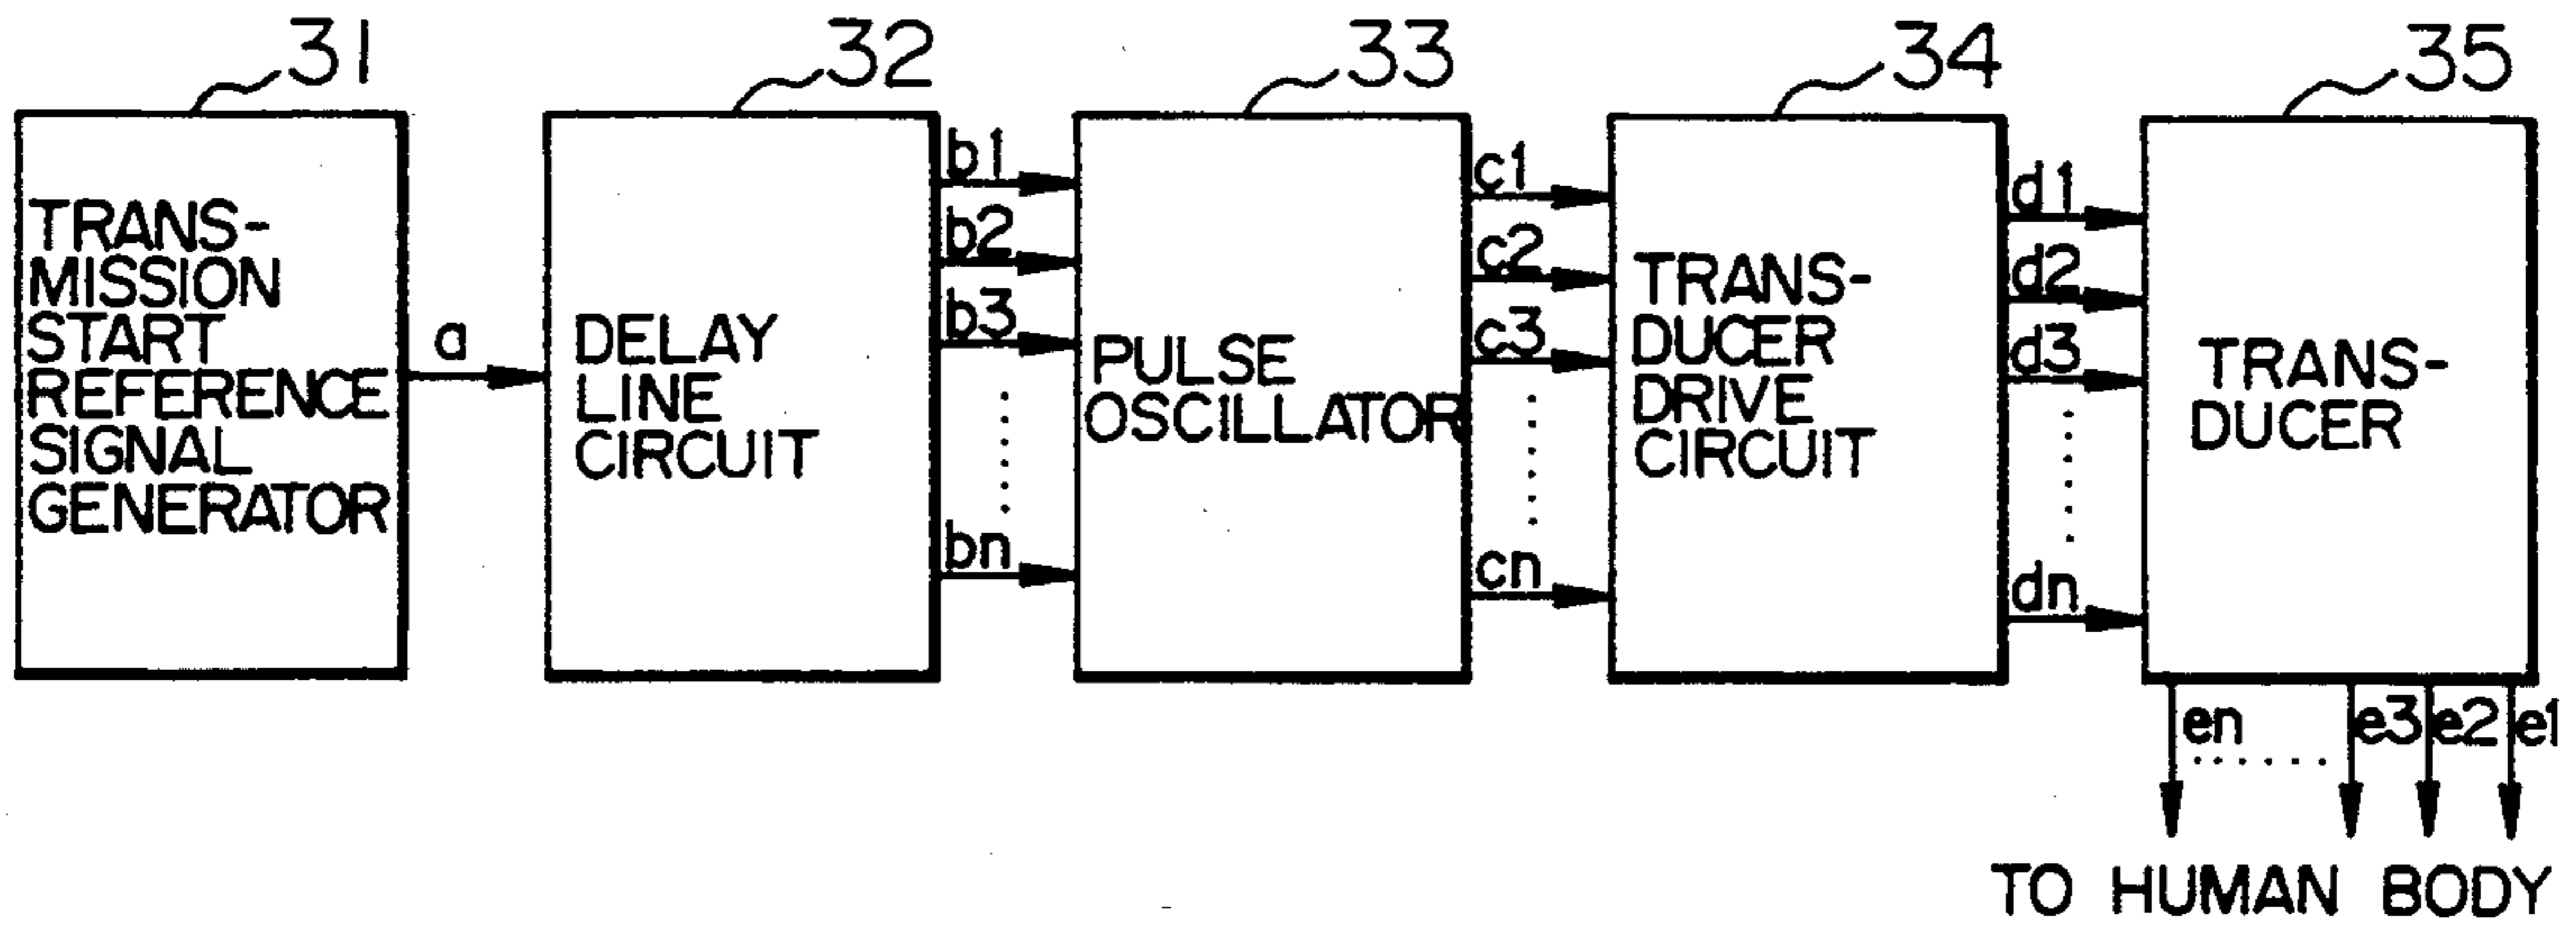 31
32
33
34
35
TRANS-
MISSION
START
REFERENCE
SIGNAL
GENERATOR
a
DELAY
LINE
CIRCUIT
b1
b2
b3
bn
PULSE
OSCILLATOR
c1
c2
c3
cn
TRANS-
DUCER
DRIVE
CIRCUIT
d1
d2
d3
dn
TRANS-
DUCER
en
e3
e2
e1
TO HUMAN BODY